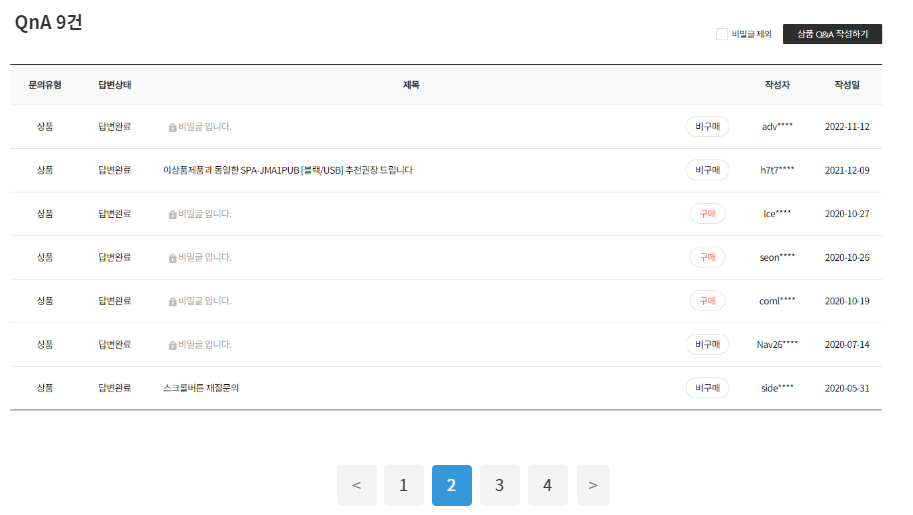 QnA 9건
비밀글 제외 상품 Q&A 작성하기
문의유형 답변상태 제목 작성자 작성일
상품 답변완료 비밀글 입니다. 비구매 adv**** 2022-11-12
상품 답변완료 이상품제품과 동일한 SPA-JMA1PUB [블랙/USB] 추천권장 드립니다 비구매 h7t7**** 2021-12-09
상품 답변완료 비밀글 입니다. 구매 lce**** 2020-10-27
상품 답변완료 비밀글 입니다. 구매 seon**** 2020-10-26
상품 답변완료 비밀글 입니다. 구매 coml**** 2020-10-19
상품 답변완료 비밀글 입니다. 비구매 Nav26**** 2020-07-14
상품 답변완료 스크롤버튼 재질문의 비구매 side**** 2020-05-31
< 1 2 3 4 >